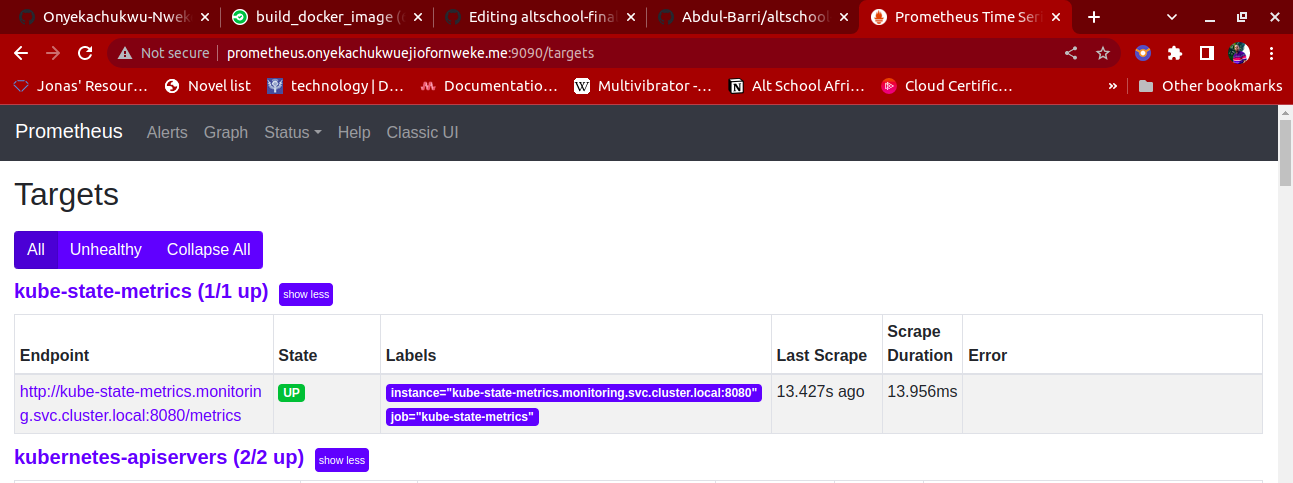 Onyekachukwu-Nwek
build_docker_image (
Editing altschool-fina
Abdul-Barri/altschool
Prometheus Time Seri
Not secure | prometheus.onyekachukwuejiofornweke.me:9090/targets
Jonas' Resour...
Novel list
technology | D...
Documentatio...
Multivibrator -...
Alt School Afri...
Cloud Certific...
»
Other bookmarks
Prometheus
Alerts
Graph
Status
Help
Classic UI
Targets
All
Unhealthy
Collapse All
kube-state-metrics (1/1 up)
show less
Endpoint
State
Labels
Last Scrape
Scrape
Duration
Error
http://kube-state-metrics.monitorin
g.svc.cluster.local:8080/metrics
UP
instance="kube-state-metrics.monitoring.svc.cluster.local:8080"
job="kube-state-metrics"
13.427s ago
13.956ms
kubernetes-apiservers (2/2 up)
show less